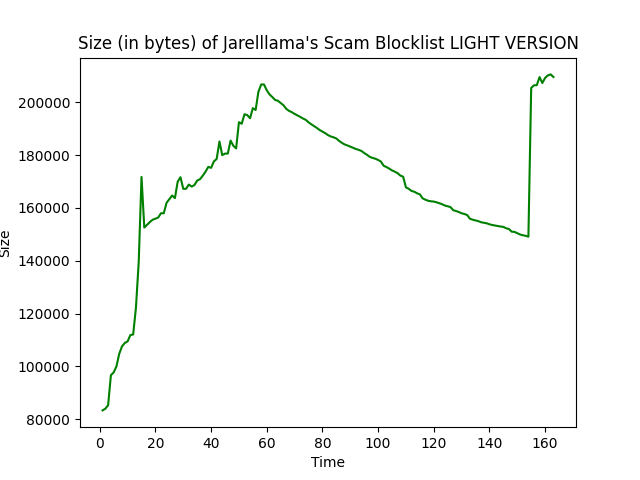 Size (in bytes) of Jarelllama's Scam Blocklist LIGHT VERSION
Size
200000
180000
160000
140000
120000
100000
80000
0 20 40 60 80 100 120 140 160
Time